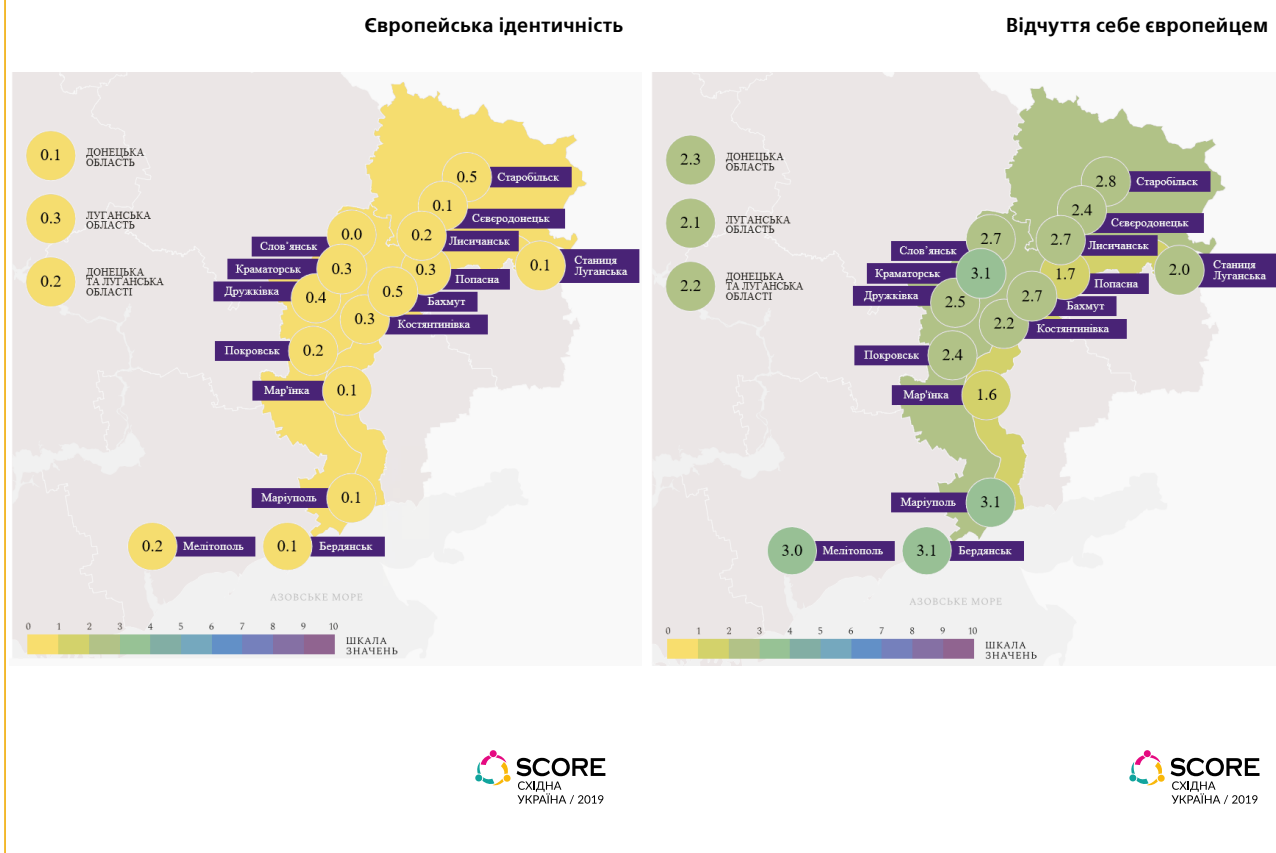 Європейська ідентичність
0.1
ДОНЕЦЬКА
ОБЛАСТЬ
0.3
ЛУГАНСЬКА
ОБЛАСТЬ
0.2
ДОНЕЦЬКА
ТА ЛУГАНСЬКА
ОБЛАСТІ
0.5
Старобільск
0.1
Сєвєродонецьк
0.0
Слов’янськ
0.2
Лисичанськ
0.3
Краматорськ
0.3
Попасна
0.1
Станиця
Луганська
0.4
Дружківка
0.5
Бахмут
0.3
Костянтинівка
0.2
Покровськ
0.1
Мар'їнка
0.1
Маріуполь
0.2
Мелітополь
0.1
Бердянськ
АЗОВСЬКЕ МОРЕ
0 1 2 3 4 5 6 7 8 9 10
ШКАЛА
ЗНАЧЕНЬ
SCORE
СХІДНА
УКРАЇНА / 2019
Відчуття себе європейцем
2.3
ДОНЕЦЬКА
ОБЛАСТЬ
2.1
ЛУГАНСЬКА
ОБЛАСТЬ
2.2
ДОНЕЦЬКА
ТА ЛУГАНСЬКА
ОБЛАСТІ
2.8
Старобільск
2.4
Сєвєродонецьк
2.7
Слов’янськ
2.7
Лисичанськ
3.1
Краматорськ
1.7
Попасна
2.0
Станиця
Луганська
2.5
Дружківка
2.7
Бахмут
2.2
Костянтинівка
2.4
Покровськ
1.6
Мар'їнка
3.1
Маріуполь
3.0
Мелітополь
3.1
Бердянськ
АЗОВСЬКЕ МОРЕ
0 1 2 3 4 5 6 7 8 9 10
ШКАЛА
ЗНАЧЕНЬ
SCORE
СХІДНА
УКРАЇНА / 2019